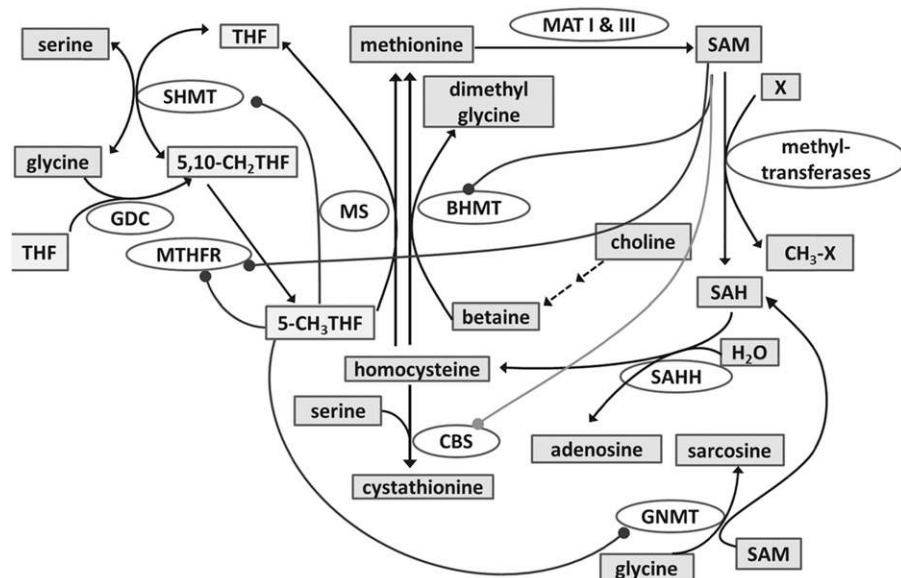 serine
THF
SHMT
glycine
5,10-CH₂THF
GDC
THF
MTHFR
5-CH₃THF
MS
methionine
MAT I & III
SAM
dimethyl
glycine
BHMT
X
methyl-
transferases
choline
CH₃-X
betaine
SAH
homocysteine
H₂O
SAHH
serine
CBS
adenosine
sarcosine
cystathionine
GNMT
glycine
SAM